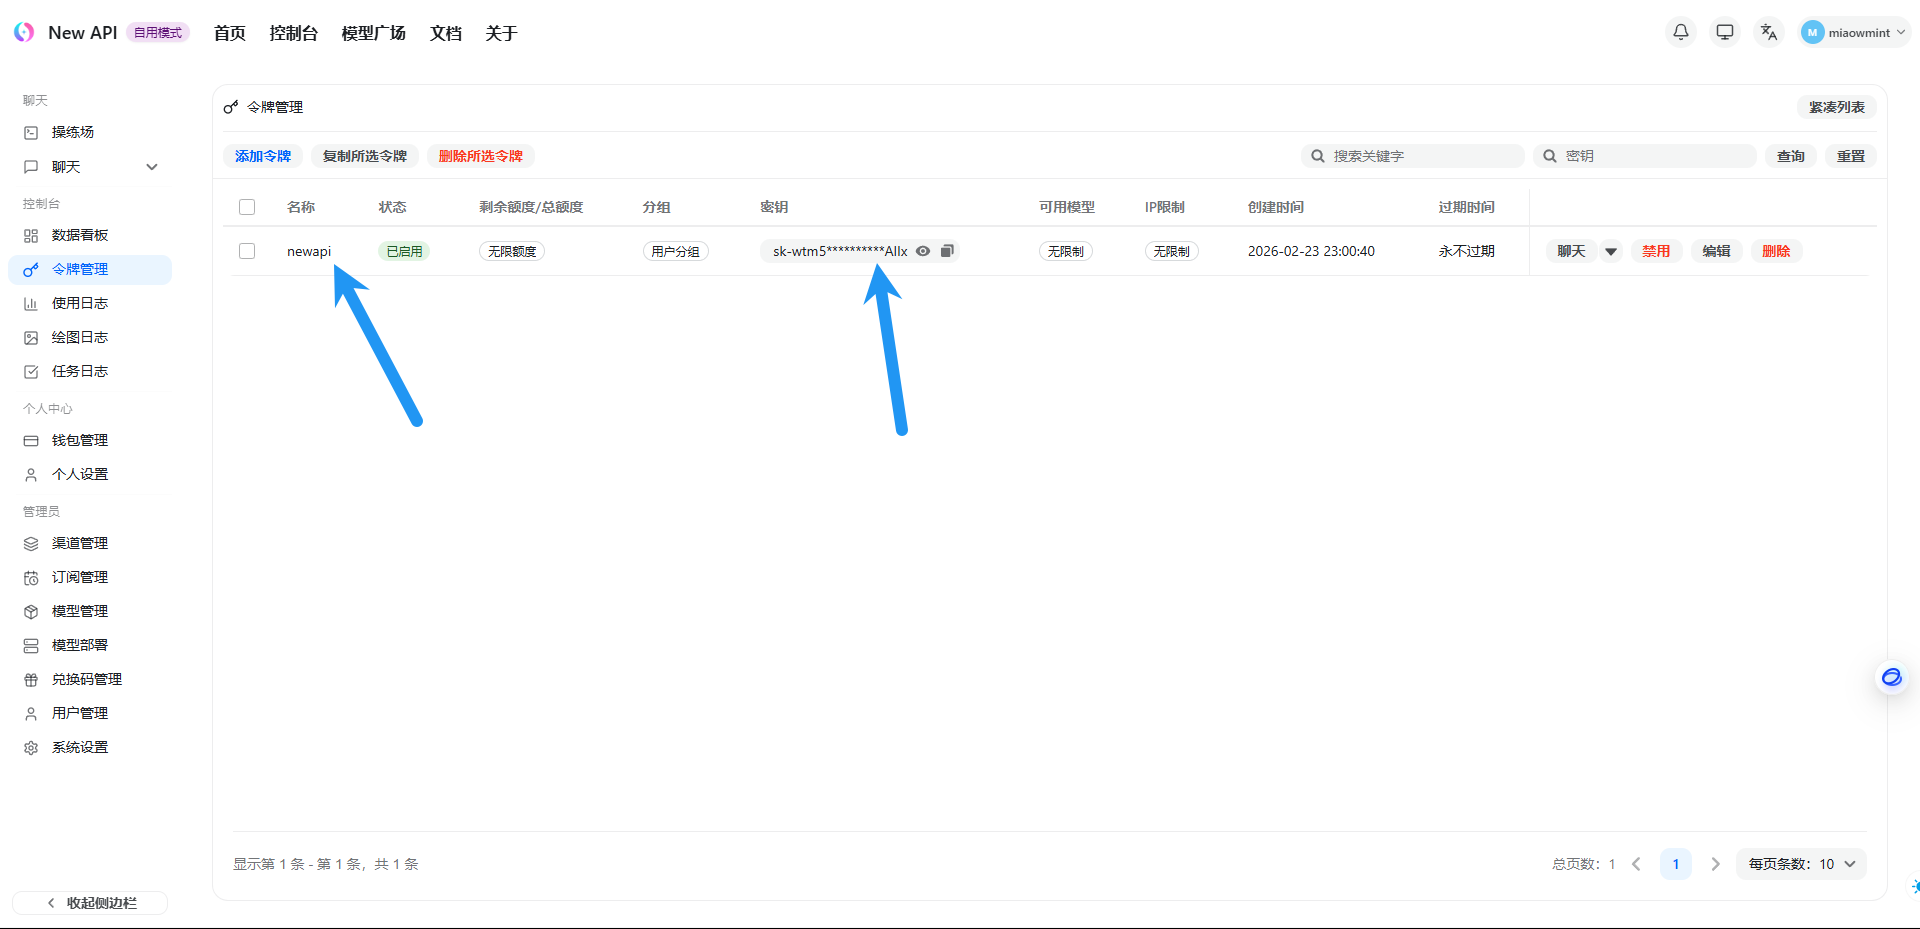 New API 自用模式 首页 控制台 模型广场 文档 关于 M miaowmint
聊天
操练场
聊天
控制台
数据看板
令牌管理
使用日志
绘图日志
任务日志
个人中心
钱包管理
个人设置
管理员
渠道管理
订阅管理
模型管理
模型部署
兑换码管理
用户管理
系统设置
收起侧边栏
令牌管理 紧凑列表
添加令牌 复制所选令牌 删除所选令牌 搜索关键字 密钥 查询 重置
名称 状态 剩余额度/总额度 分组 密钥 可用模型 IP限制 创建时间 过期时间
newapi 已启用 无限额度 用户分组 sk-wtm5**********Allx 无限制 无限制 2026-02-23 23:00:40 永不过期 聊天 禁用 编辑 删除
显示第 1 条 - 第 1 条，共 1 条 总页数：1 1 每页条数：10